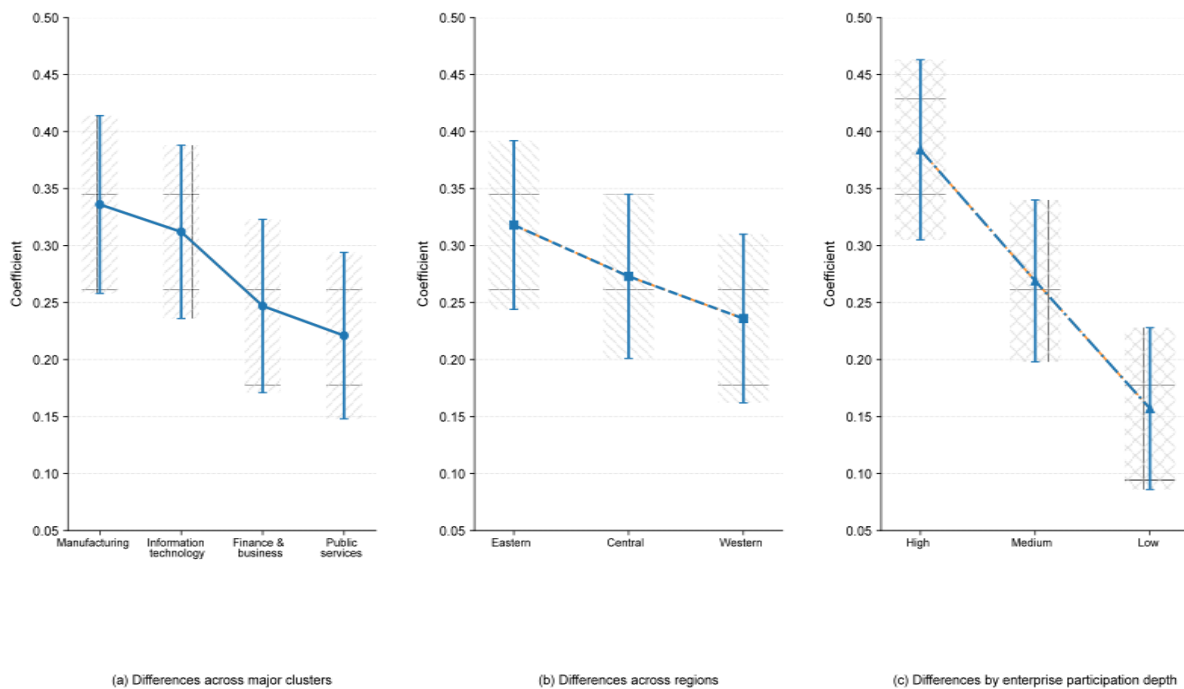 0.50
0.45
0.40
0.35
0.30
0.25
0.20
0.15
0.10
0.05
Coefficient
Manufacturing
Information
technology
Finance &
business
Public
services
(a) Differences across major clusters
0.50
0.45
0.40
0.35
0.30
0.25
0.20
0.15
0.10
0.05
Coefficient
Eastern
Central
Western
(b) Differences across regions
0.50
0.45
0.40
0.35
0.30
0.25
0.20
0.15
0.10
0.05
Coefficient
High
Medium
Low
(c) Differences by enterprise participation depth